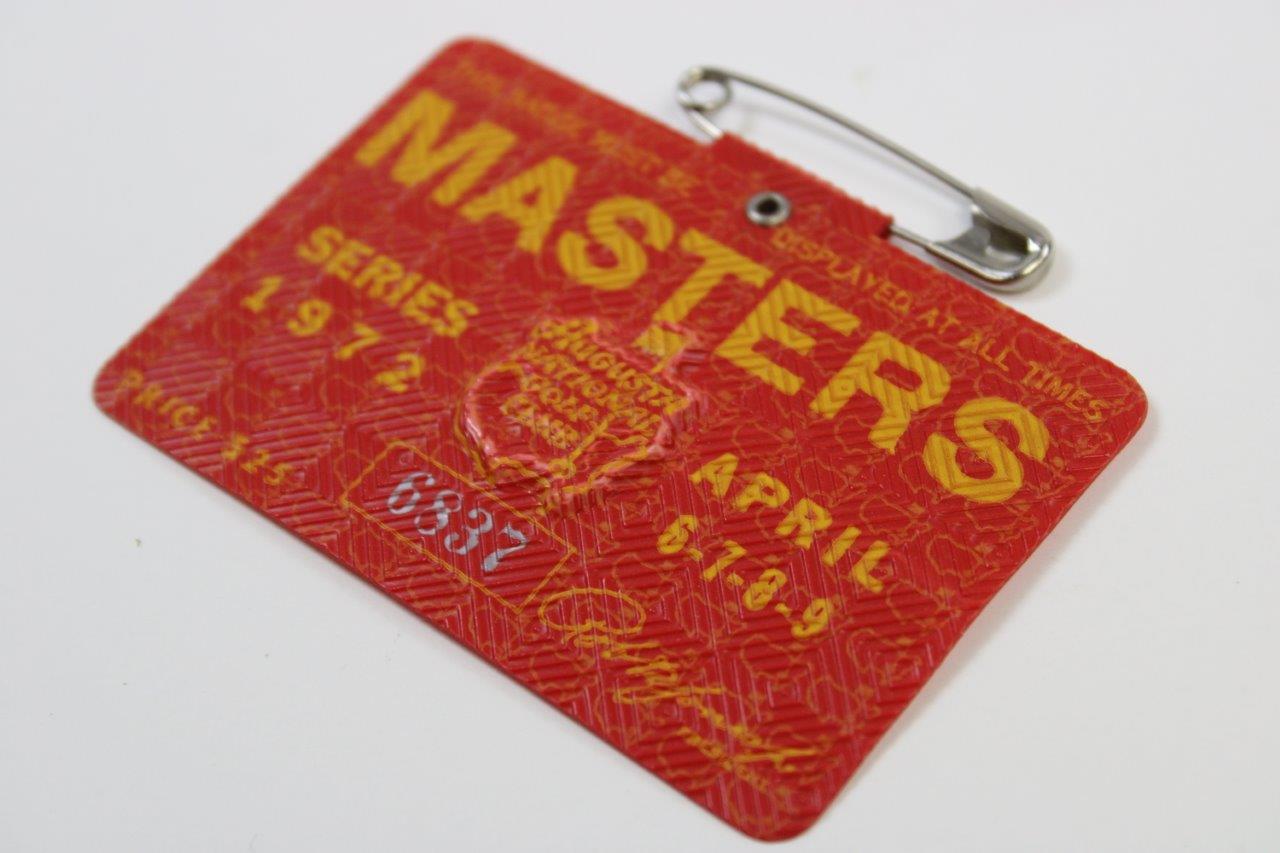 THIS BADGE MUST BE DISPLAYED AT ALL TIMES
MASTERS
SERIES
1972
APRIL
6-7-8-9
AUGUSTA
NATIONAL
GOLF
CLUB
PRICE $25
6837